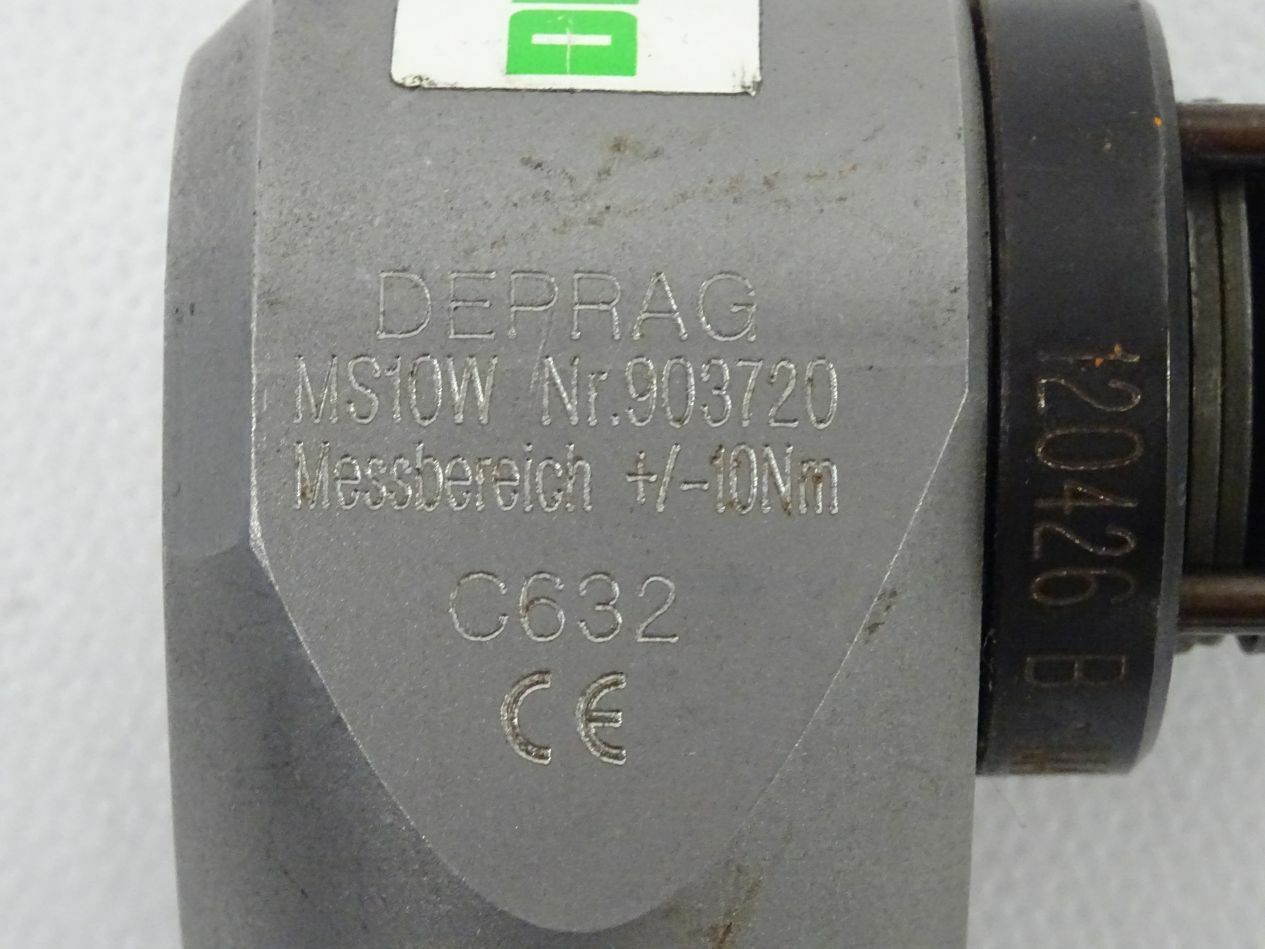 DEPRAG
MS10W Nr.903720
Messbereich +/-10Nm
C632
CE
120426 B